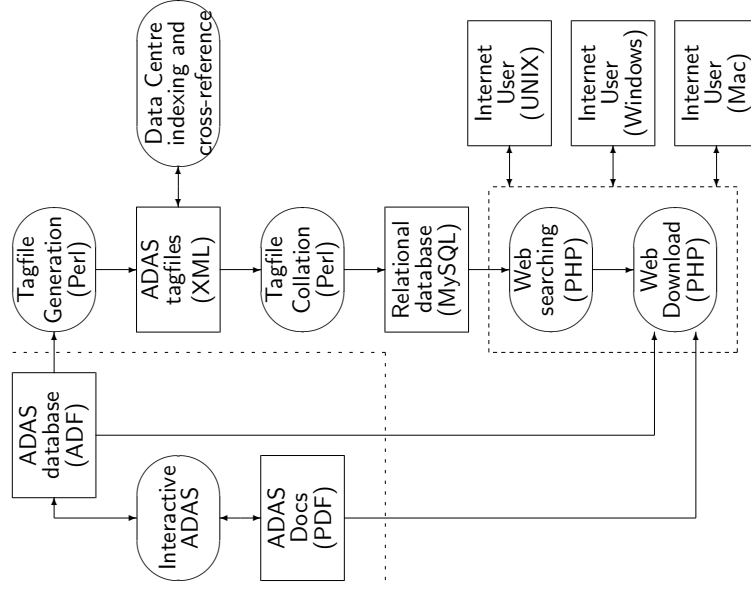 ADAS
database
(ADF)
Interactive
ADAS
ADAS
Docs
(PDF)
Tagfile
Generation
(Perl)
ADAS
tagfiles
(XML)
Tagfile
Collation
(Perl)
Relational
database
(MySQL)
Web
searching
(PHP)
Web
Download
(PHP)
Data Centre
indexing and
cross-reference
Internet
User
(UNIX)
Internet
User
(Windows)
Internet
User
(Mac)